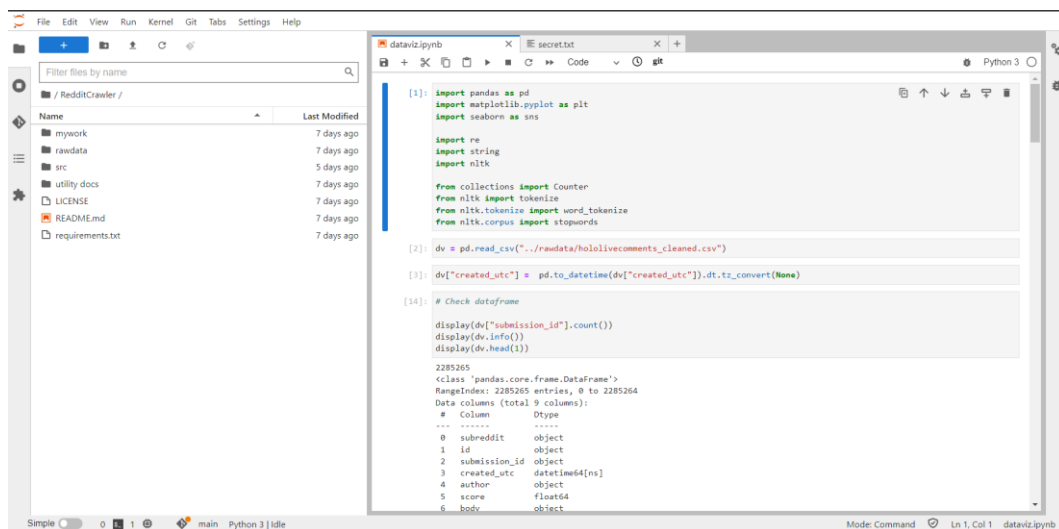 File Edit View Run Kernel Git Tabs Settings Help
Filter files by name
/ RedditCrawler /
Name Last Modified
mywork 7 days ago
rawdata 7 days ago
src 5 days ago
utility docs 7 days ago
LICENSE 7 days ago
README.md 7 days ago
requirements.txt 7 days ago
dataviz.ipynb secret.txt
Code git Python 3
[1]: import pandas as pd
import matplotlib.pyplot as plt
import seaborn as sns
import re
import string
import nltk
from collections import Counter
from nltk import tokenize
from nltk.tokenize import word_tokenize
from nltk.corpus import stopwords
[2]: dv = pd.read_csv("../rawdata/hololivecomments_cleaned.csv")
[3]: dv["created_utc"] = pd.to_datetime(dv["created_utc"]).dt.tz_convert(None)
[14]: # Check dataframe
display(dv["submission_id"].count())
display(dv.info())
display(dv.head(1))
2285265
<class 'pandas.core.frame.DataFrame'>
RangeIndex: 2285265 entries, 0 to 2285264
Data columns (total 9 columns):
# Column Dtype
--- ------ -----
0 subreddit object
1 id object
2 submission_id object
3 created_utc datetime64[ns]
4 author object
5 score float64
6 body object
Simple 0 1 main Python 3 | Idle Mode: Command Ln 1, Col 1 dataviz.ipynb